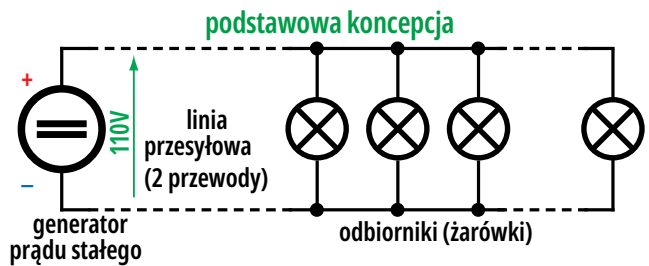 podstawowa koncepcja
+
110V
–
linia
przesyłowa
(2 przewody)
generator
prądu stałego
odbiorniki (żarówki)